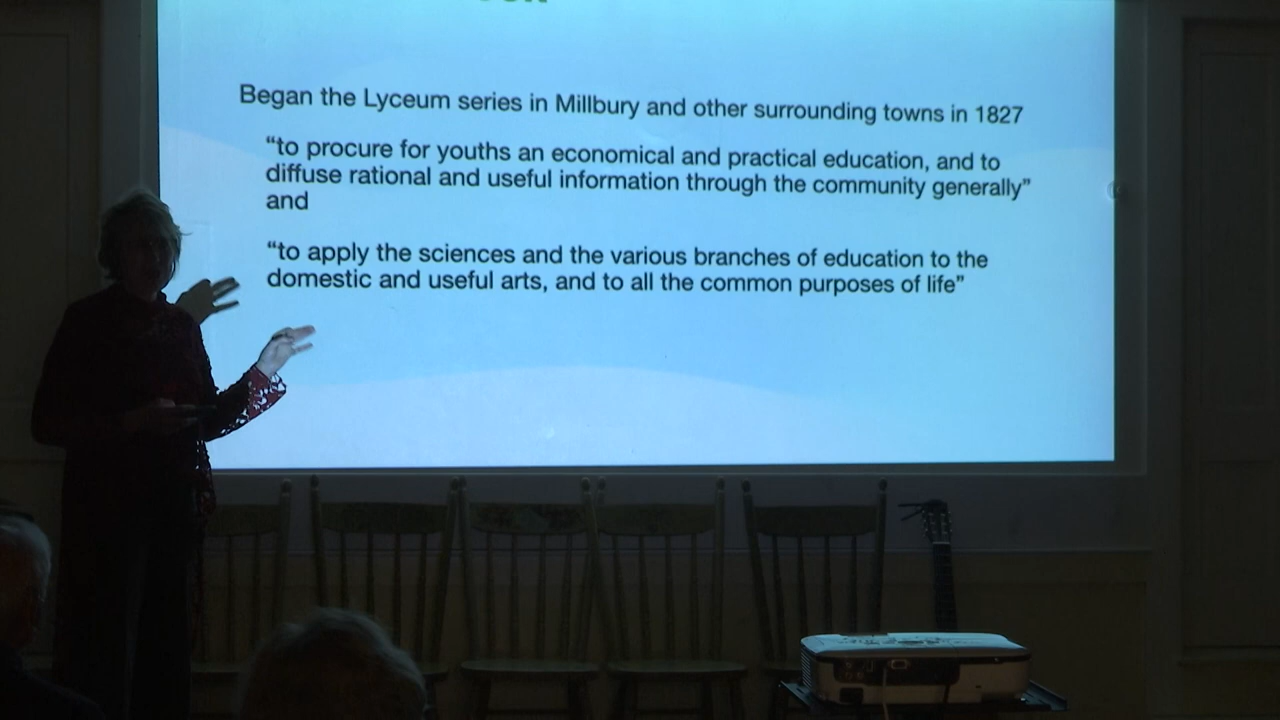 Began the Lyceum series in Millbury and other surrounding towns in 1827
“to procure for youths an economical and practical education, and to
diffuse rational and useful information through the community generally”
and
“to apply the sciences and the various branches of education to the
domestic and useful arts, and to all the common purposes of life”